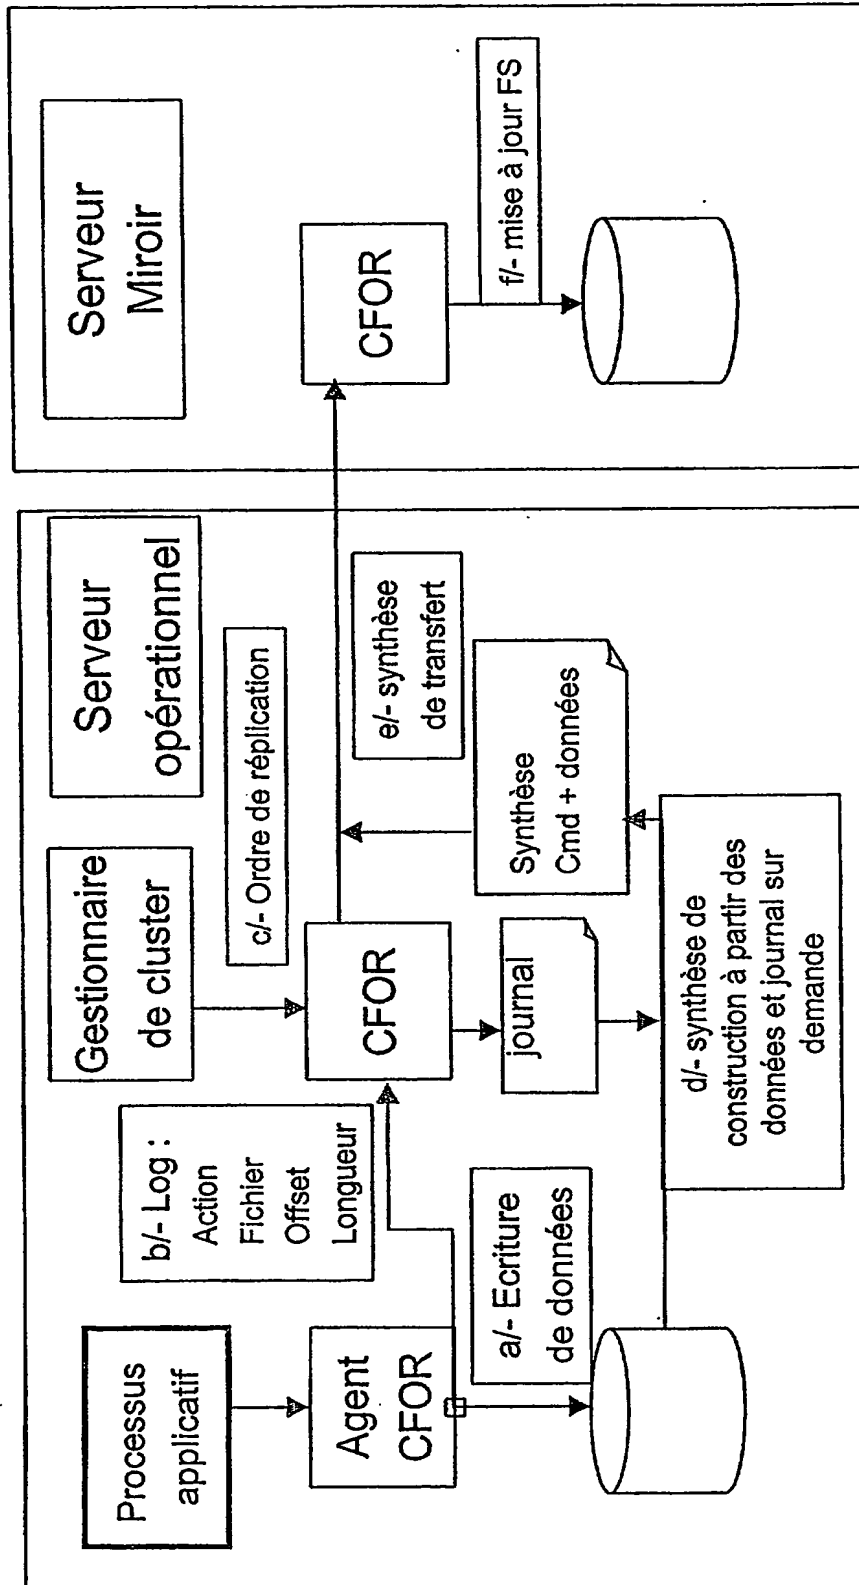 Processus
applicatif
Agent
CFOR
a/- Ecriture
de données
b/- Log :
Action
Fichier
Offset
Longueur
Gestionnaire
de cluster
c/- Ordre de réplication
CFOR
journal
d/- synthèse de
construction à partir des
données et journal sur
demande
Synthèse
Cmd + données
e/- synthèse
de transfert
Serveur
opérationnel
Serveur
Miroir
CFOR
f/- mise à jour FS